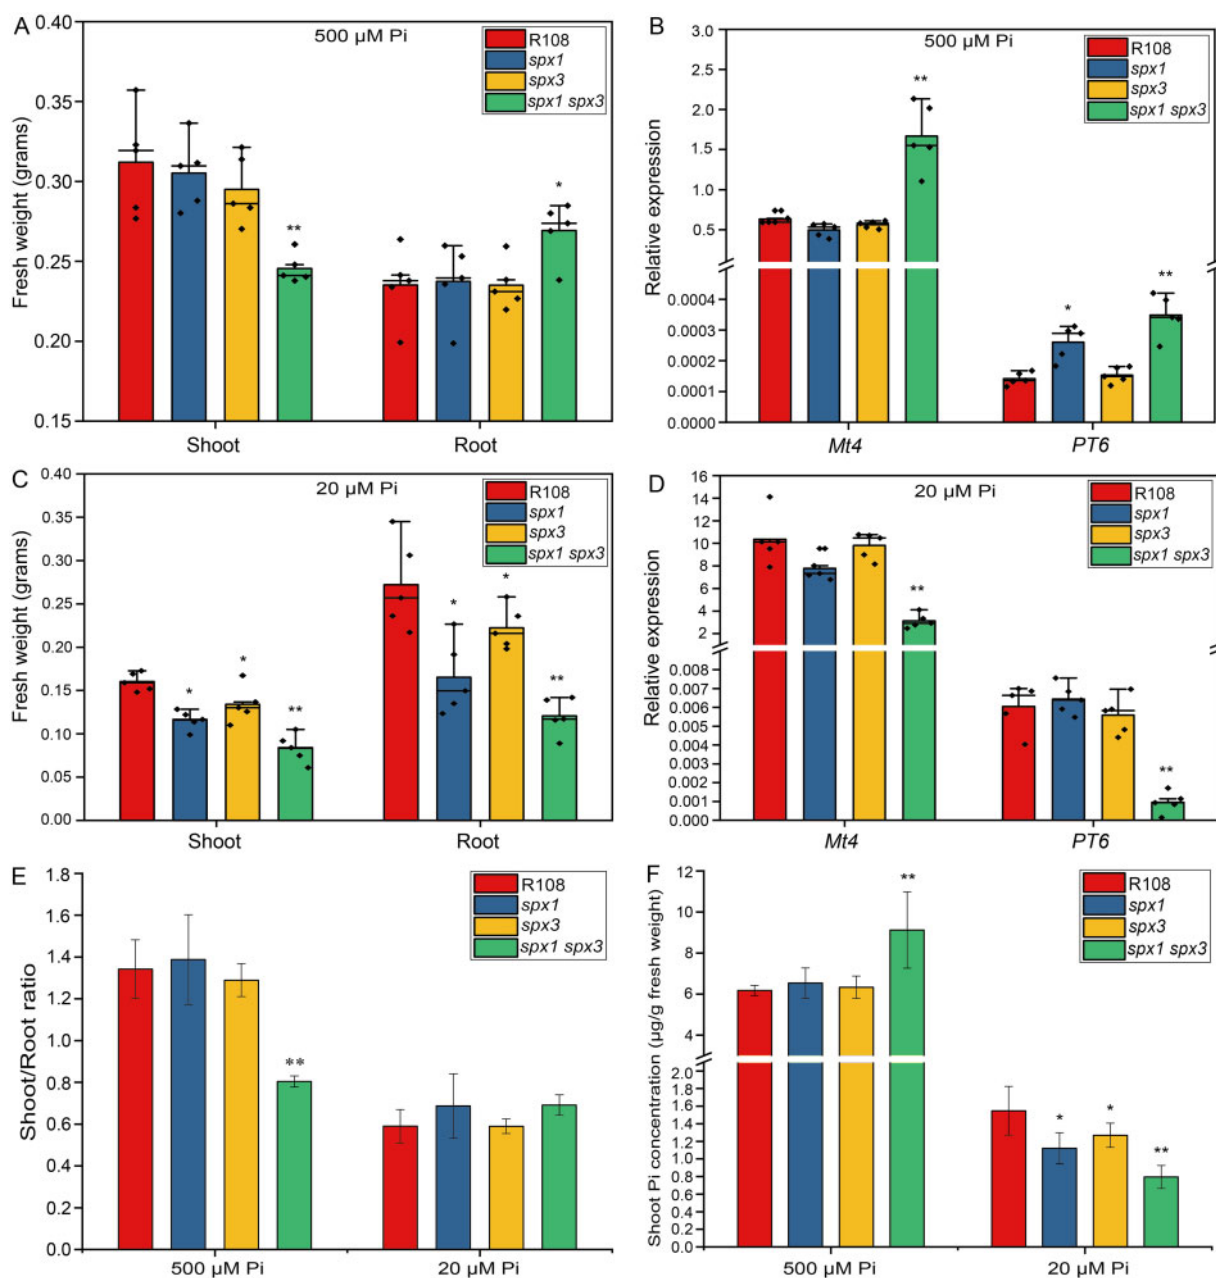 A
500 µM Pi
R108
spx1
spx3
spx1 spx3
Fresh weight (grams)
0.40
0.35
0.30
0.25
0.20
0.15
**
*
Shoot
Root
B
500 µM Pi
R108
spx1
spx3
spx1 spx3
Relative expression
3.0
2.5
2.0
1.5
1.0
0.5
0.0004
0.0003
0.0002
0.0001
0.0000
**
*
**
Mt4
PT6
C
20 µM Pi
R108
spx1
spx3
spx1 spx3
Fresh weight (grams)
0.40
0.35
0.30
0.25
0.20
0.15
0.10
0.05
0.00
*
*
**
*
*
**
Shoot
Root
D
20 µM Pi
R108
spx1
spx3
spx1 spx3
Relative expression
16
14
12
10
8
6
4
2
0.007
0.006
0.005
0.004
0.003
0.002
0.001
0.000
**
**
Mt4
PT6
E
R108
spx1
spx3
spx1 spx3
Shoot/Root ratio
1.8
1.6
1.4
1.2
1.0
0.8
0.6
0.4
0.2
0.0
**
500 µM Pi
20 µM Pi
F
R108
spx1
spx3
spx1 spx3
Shoot Pi concentration (µg/g fresh weight)
12
10
8
6
4
2.0
1.8
1.6
1.4
1.2
1.0
0.8
0.6
0.4
0.2
0.0
**
*
*
**
500 µM Pi
20 µM Pi